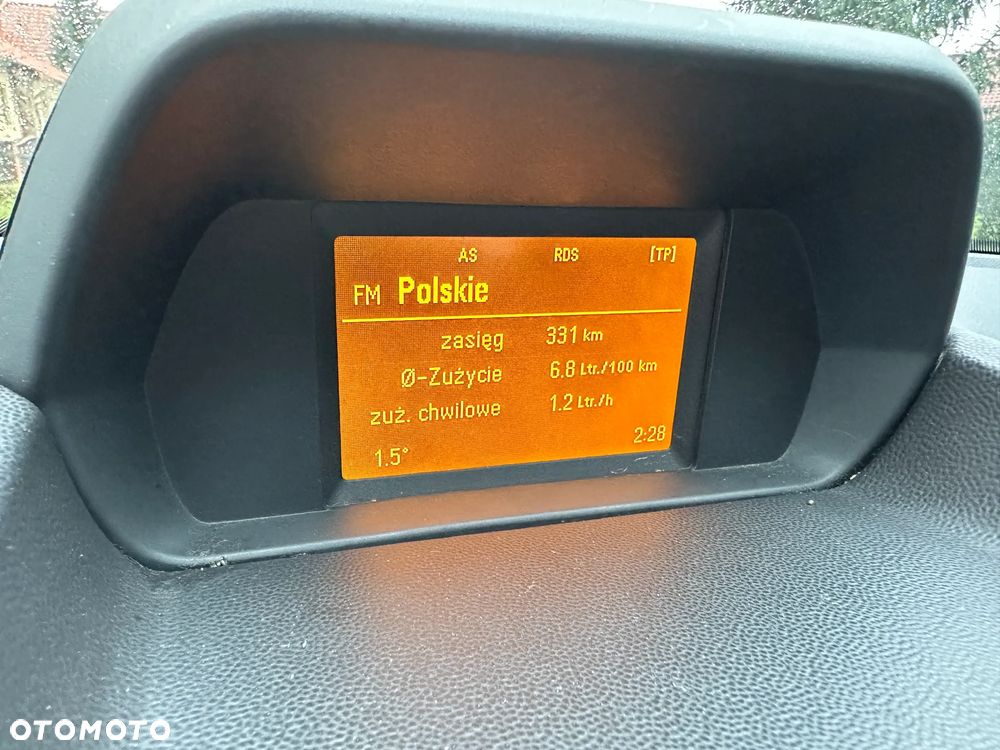 AS RDS [TP]
FM Polskie
zasięg 331 km
Ø-Zużycie 6.8 Ltr./100 km
zuż. chwilowe 1.2 Ltr./h
1.5° 2:28
OTOMOTO